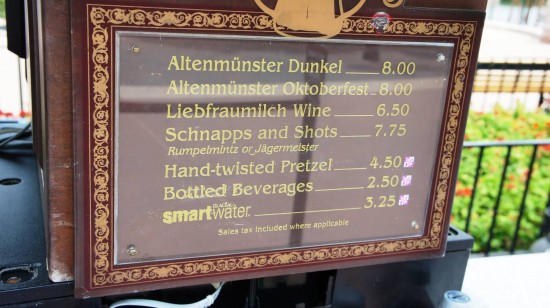 Altenmünster Dunkel 8.00
Altenmünster Oktoberfest 8.00
Liebfraumilch Wine 6.50
Schnapps and Shots 7.75
Rumpelmintz or Jägermeister
Hand-twisted Pretzel 4.50
Bottled Beverages 2.50
smartwater 3.25
Sales tax included where applicable